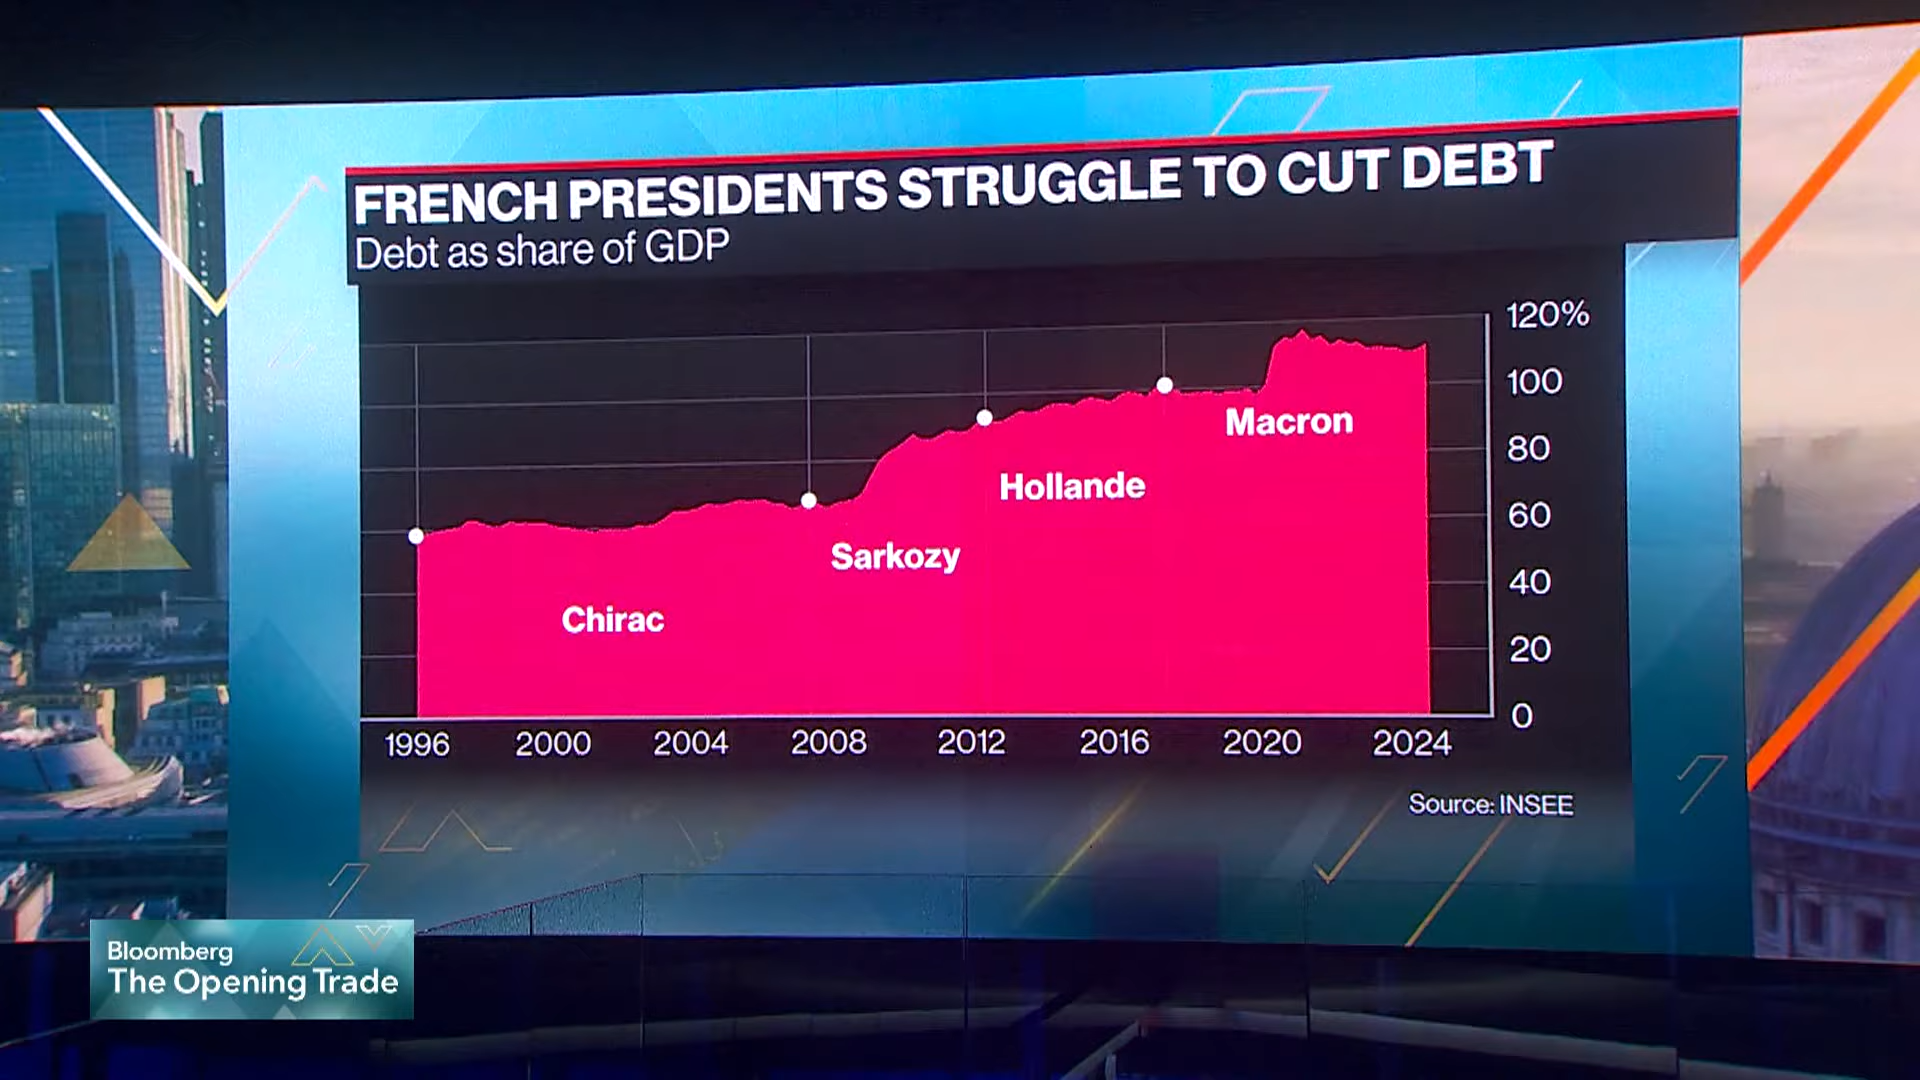 FRENCH PRESIDENTS STRUGGLE TO CUT DEBT
Debt as share of GDP
120%
100
80
60
40
20
0
Macron
Hollande
Sarkozy
Chirac
1996 2000 2004 2008 2012 2016 2020 2024
Source: INSEE
Bloomberg
The Opening Trade